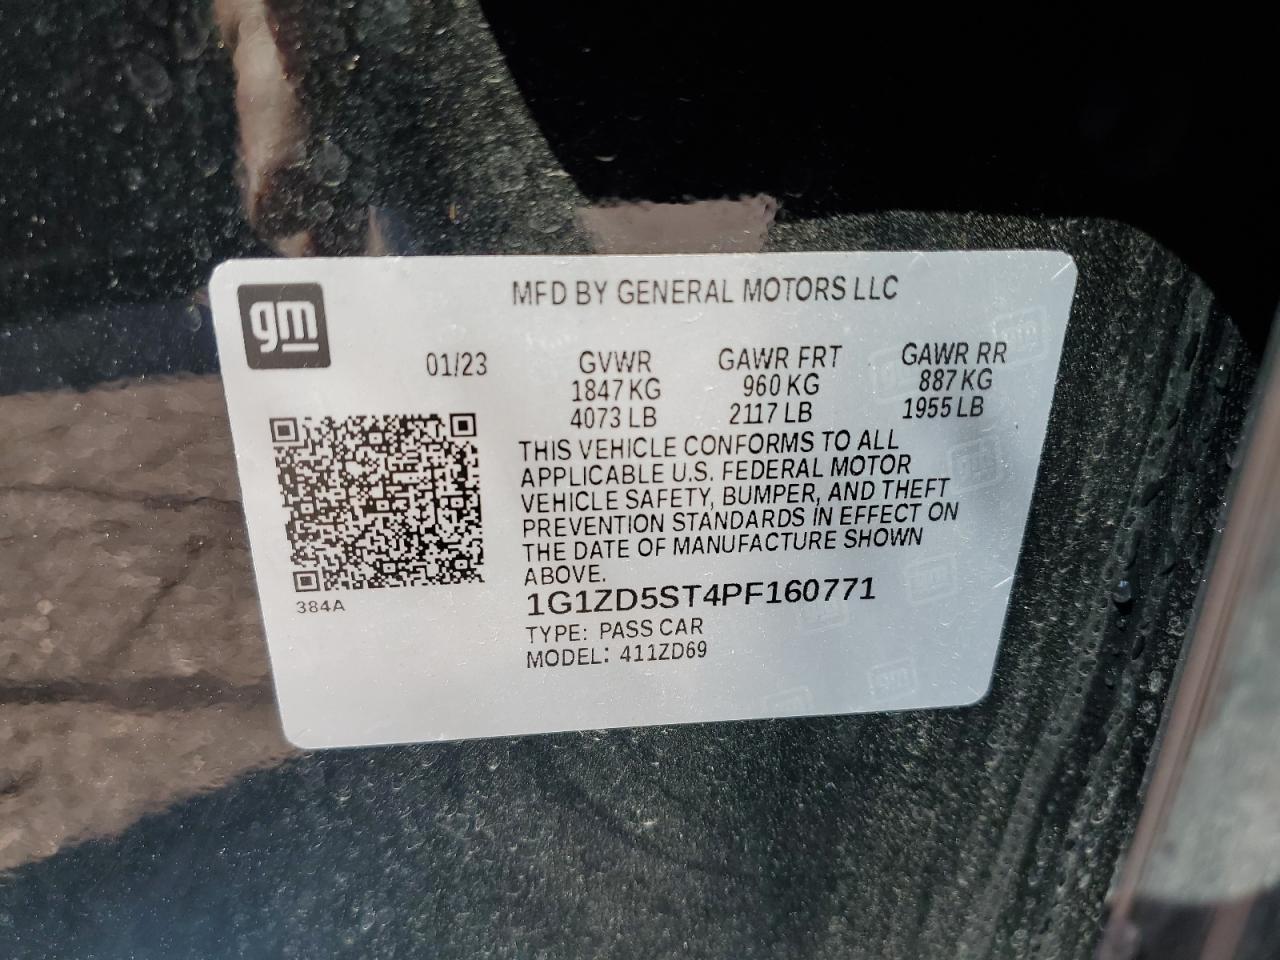 gm
MFD BY GENERAL MOTORS LLC
01/23 GVWR GAWR FRT GAWR RR
1847 KG 960 KG 887 KG
4073 LB 2117 LB 1955 LB
THIS VEHICLE CONFORMS TO ALL
APPLICABLE U.S. FEDERAL MOTOR
VEHICLE SAFETY, BUMPER, AND THEFT
PREVENTION STANDARDS IN EFFECT ON
THE DATE OF MANUFACTURE SHOWN
ABOVE.
384A
1G1ZD5ST4PF160771
TYPE: PASS CAR
MODEL: 411ZD69